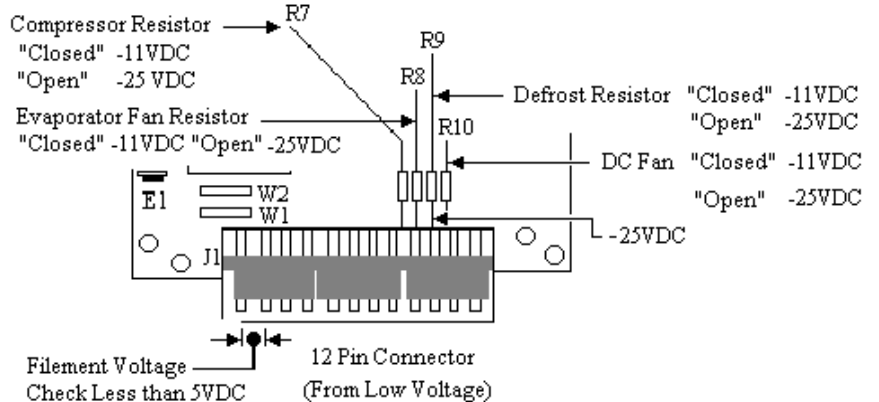 Compressor Resistor
"Closed" -11VDC
"Open" -25 VDC
R7
R9
R8
Evaporator Fan Resistor
"Closed" -11VDC "Open" -25VDC
Defrost Resistor "Closed" -11VDC
"Open" -25VDC
R10
DC Fan "Closed" -11VDC
"Open" -25VDC
E1
W2
W1
-25VDC
J1
Filement Voltage
Check Less than 5VDC
12 Pin Connector
(From Low Voltage)